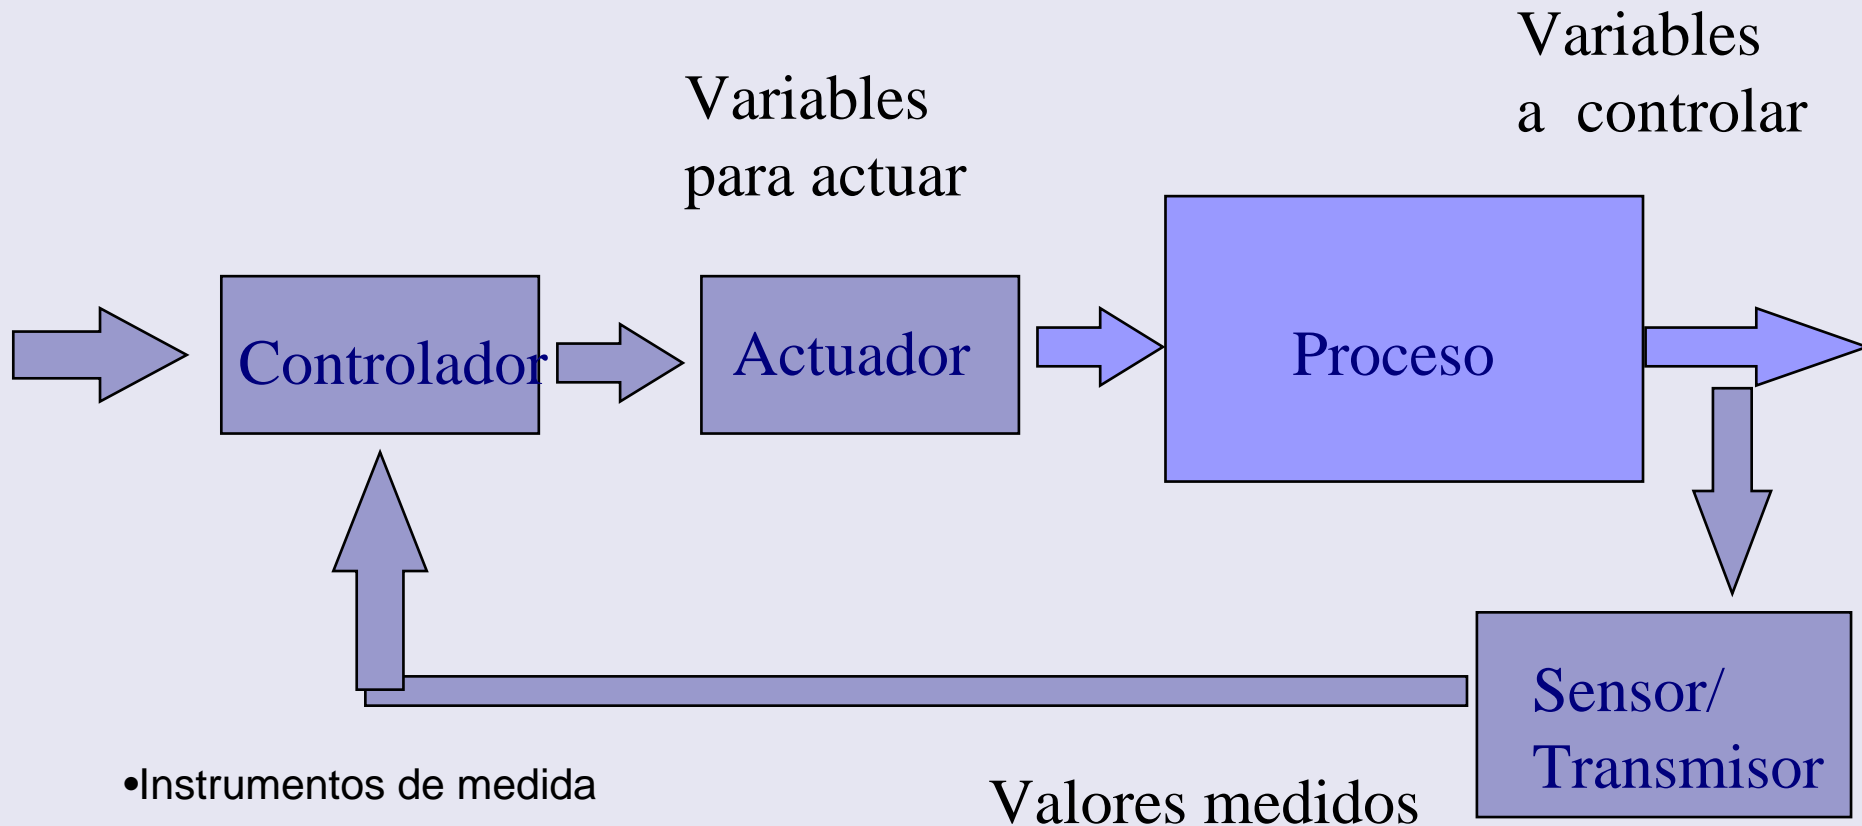 Variables
a controlar
Variables
para actuar
Controlador
Actuador
Proceso
Sensor/
Transmisor
•Instrumentos de medida
Valores medidos